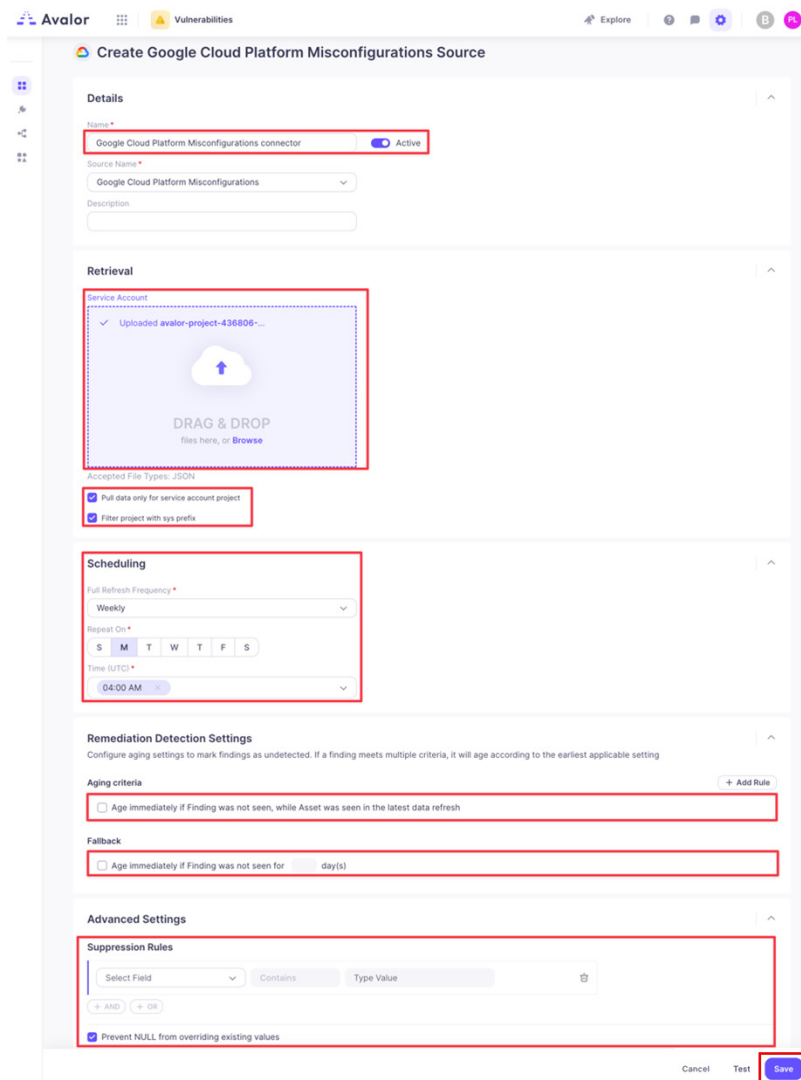 Avalor
Vulnerabilities
Explore
B
PL
Create Google Cloud Platform Misconfigurations Source
Details
Name *
Google Cloud Platform Misconfigurations connector
Active
Source Name *
Google Cloud Platform Misconfigurations
Description
Retrieval
Service Account
Uploaded avalor-project-436806-...
DRAG & DROP
files here, or Browse
Accepted File Types: JSON
Pull data only for service account project
Filter project with sys prefix
Scheduling
Full Refresh Frequency *
Weekly
Repeat On *
S M T W T F S
Time (UTC) *
04:00 AM ×
Remediation Detection Settings
Configure aging settings to mark findings as undetected. If a finding meets multiple criteria, it will age according to the earliest applicable setting
Aging criteria
+ Add Rule
Age immediately if Finding was not seen, while Asset was seen in the latest data refresh
Fallback
Age immediately if Finding was not seen for day(s)
Advanced Settings
Suppression Rules
Select Field
Contains
Type Value
+ AND
+ OR
Prevent NULL from overriding existing values
Cancel
Test
Save